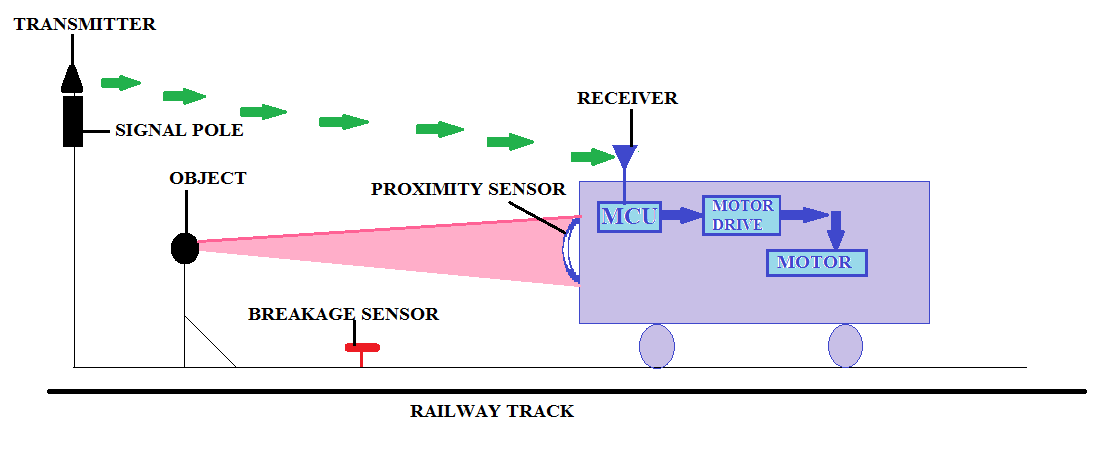 TRANSMITTER
SIGNAL POLE
RECEIVER
OBJECT
PROXIMITY SENSOR
MCU
MOTOR
DRIVE
MOTOR
BREAKAGE SENSOR
RAILWAY TRACK